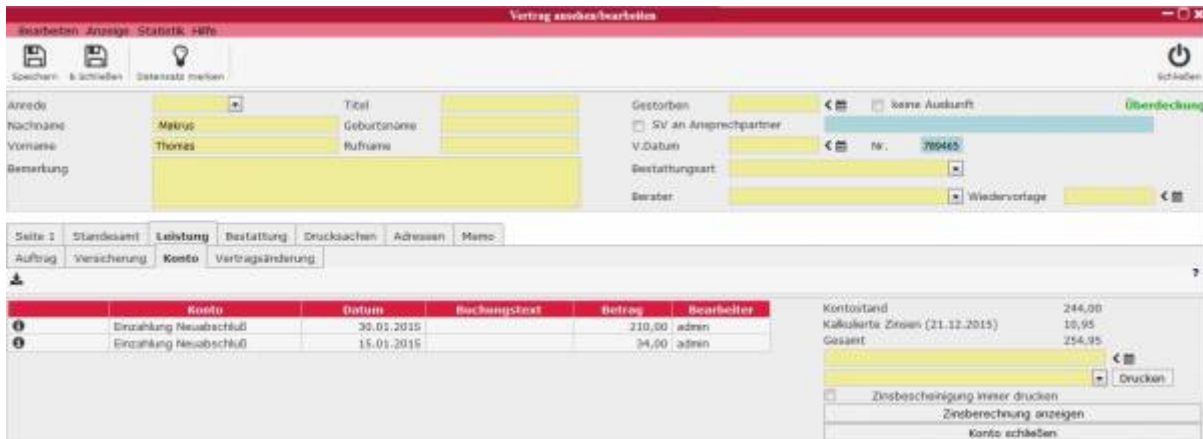 Vertrag ansehen/bearbeiten
Bearbeiten Anzeige Statistik Hilfe
Speichern & Schließen Datensatz merken Schließen
Anrede Titel Gestorben keine Auskunft Überdeckung
Nachname Makrus Geburtsname SV an Ansprechpartner
Vorname Thomas Rufname V.Datum Nr. 789465
Bemerkung Bestattungsart
Berater Wiedervorlage
Seite 1 Standesamt Leistung Bestattung Drucksachen Adressen Memo
Auftrag Versicherung Konto Vertragsänderung
?
Konto Datum Buchungstext Betrag Bearbeiter Kontostand 244,00
Einzahlung Neuabschluß 30.01.2015 210,00 admin Kalkulierte Zinsen (21.12.2015) 10,95
Einzahlung Neuabschluß 15.01.2015 34,00 admin Gesamt 254,95
Drucken
Zinsbescheinigung immer drucken
Zinsberechnung anzeigen
Konto schließen